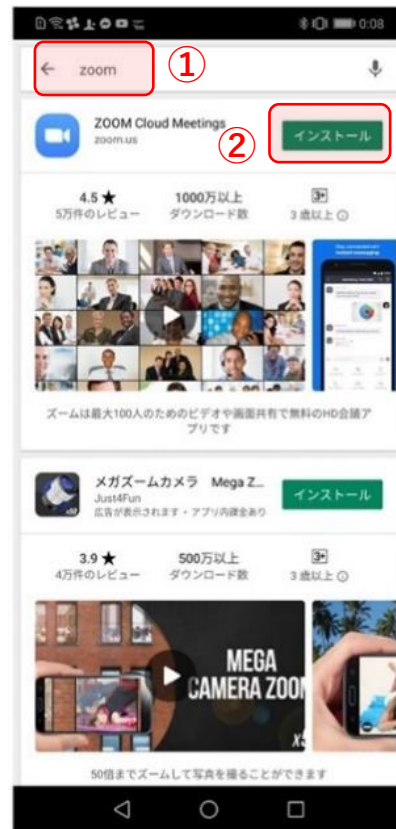 0:08
zoom
①
ZOOM Cloud Meetings
zoom.us
②
インストール
4.5 ★
5万件のレビュー
1000万以上
ダウンロード数
3+
3 歳以上
ズームは最大100人のためのビデオや画面共有で無料のHD会議ア
プリです
メガズームカメラ Mega Z...
Just4Fun
広告が表示されます・アプリ内課金あり
インストール
3.9 ★
4万件のレビュー
500万以上
ダウンロード数
3+
3 歳以上
MEGA
CAMERA ZOO
x5
50倍までズームして写真を撮ることができます